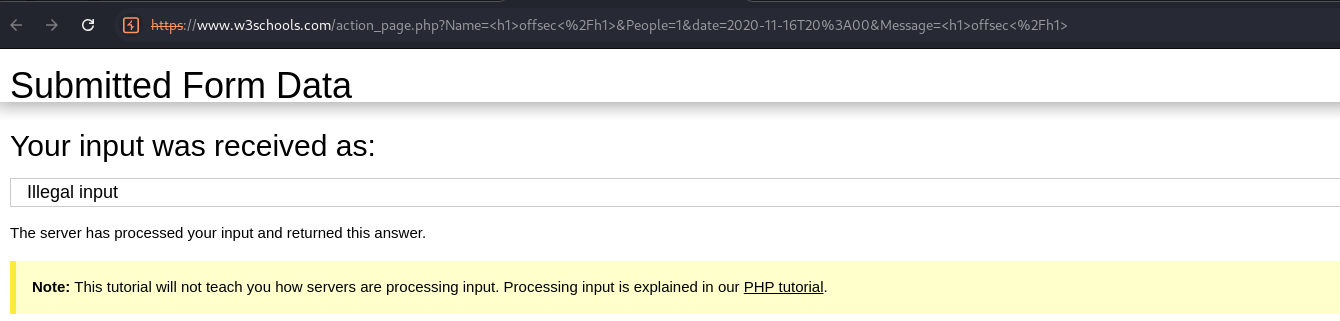 https://www.w3schools.com/action_page.php?Name=<h1>offsec<%2Fh1>&People=1&date=2020-11-16T20%3A00&Message=<h1>offsec<%2Fh1>
Submitted Form Data
Your input was received as:
Illegal input
The server has processed your input and returned this answer.
Note: This tutorial will not teach you how servers are processing input. Processing input is explained in our PHP tutorial.